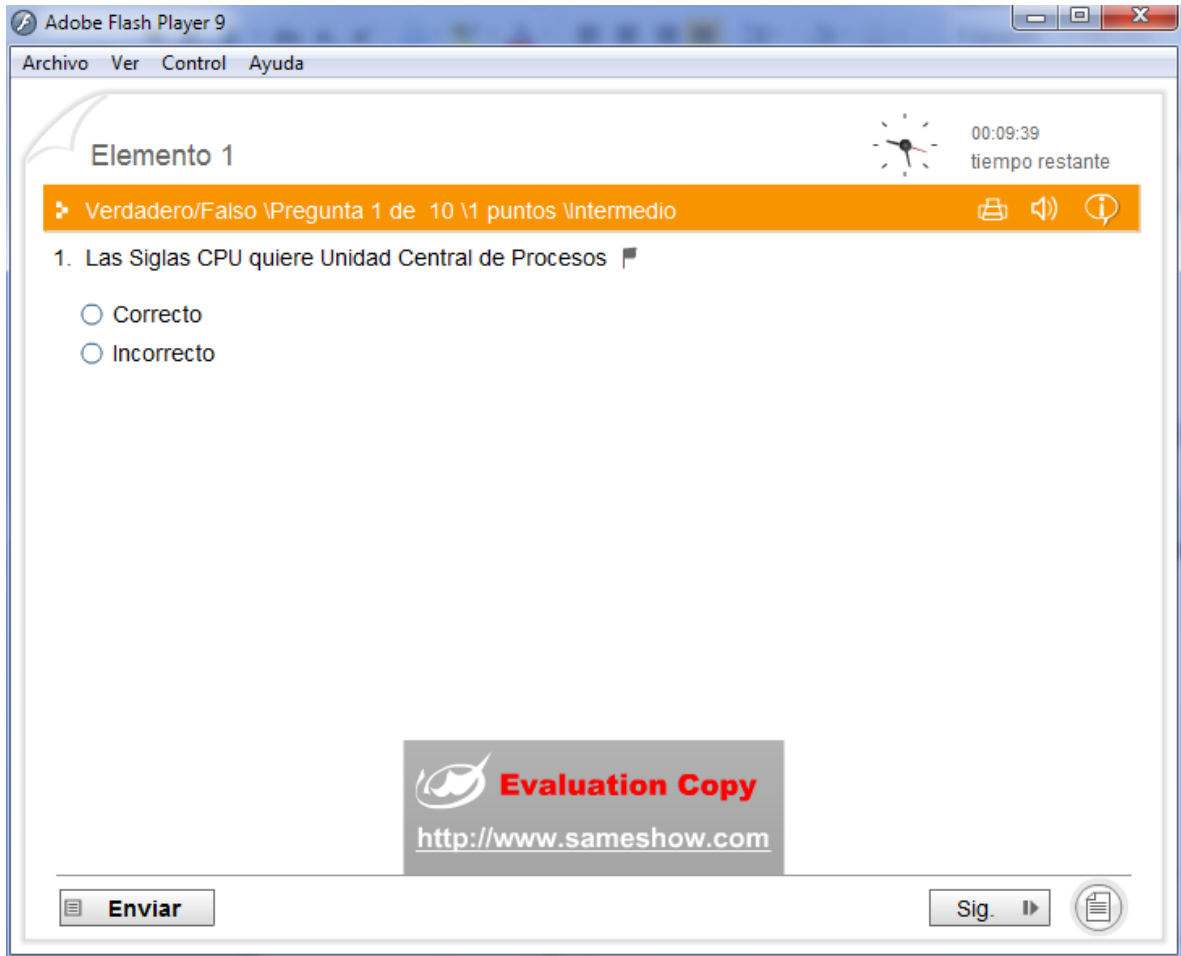 Adobe Flash Player 9
Archivo Ver Control Ayuda
Elemento 1
00:09:39
tiempo restante
Verdadero/Falso \Pregunta 1 de 10 \1 puntos \Intermedio
1. Las Siglas CPU quiere Unidad Central de Procesos
Correcto
Incorrecto
Evaluation Copy
http://www.sameshow.com
Enviar
Sig.